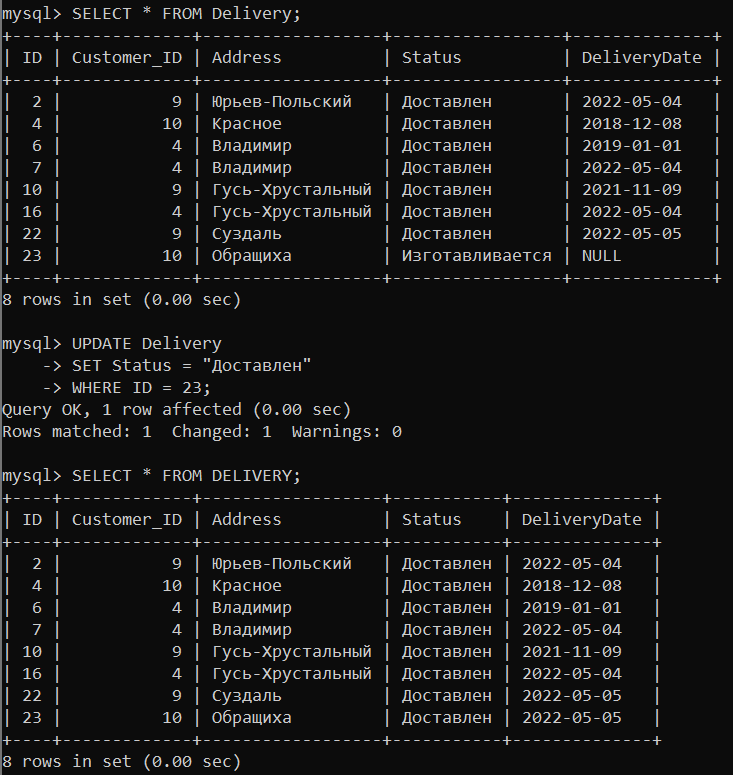 mysql> SELECT * FROM Delivery;
+----+-------------+------------------+-----------------+--------------+
| ID | Customer_ID | Address          | Status          | DeliveryDate |
+----+-------------+------------------+-----------------+--------------+
|  2 |           9 | Юрьев-Польский   | Доставлен       | 2022-05-04   |
|  4 |          10 | Красное          | Доставлен       | 2018-12-08   |
|  6 |           4 | Владимир         | Доставлен       | 2019-01-01   |
|  7 |           4 | Владимир         | Доставлен       | 2022-05-04   |
| 10 |           9 | Гусь-Хрустальный | Доставлен       | 2021-11-09   |
| 16 |           4 | Гусь-Хрустальный | Доставлен       | 2022-05-04   |
| 22 |           9 | Суздаль          | Доставлен       | 2022-05-05   |
| 23 |          10 | Обращиха         | Изготавливается | NULL         |
+----+-------------+------------------+-----------------+--------------+
8 rows in set (0.00 sec)
mysql> UPDATE Delivery
    -> SET Status = "Доставлен"
    -> WHERE ID = 23;
Query OK, 1 row affected (0.00 sec)
Rows matched: 1  Changed: 1  Warnings: 0
mysql> SELECT * FROM DELIVERY;
+----+-------------+------------------+-----------+--------------+
| ID | Customer_ID | Address          | Status    | DeliveryDate |
+----+-------------+------------------+-----------+--------------+
|  2 |           9 | Юрьев-Польский   | Доставлен | 2022-05-04   |
|  4 |          10 | Красное          | Доставлен | 2018-12-08   |
|  6 |           4 | Владимир         | Доставлен | 2019-01-01   |
|  7 |           4 | Владимир         | Доставлен | 2022-05-04   |
| 10 |           9 | Гусь-Хрустальный | Доставлен | 2021-11-09   |
| 16 |           4 | Гусь-Хрустальный | Доставлен | 2022-05-04   |
| 22 |           9 | Суздаль          | Доставлен | 2022-05-05   |
| 23 |          10 | Обращиха         | Доставлен | 2022-05-05   |
+----+-------------+------------------+-----------+--------------+
8 rows in set (0.00 sec)